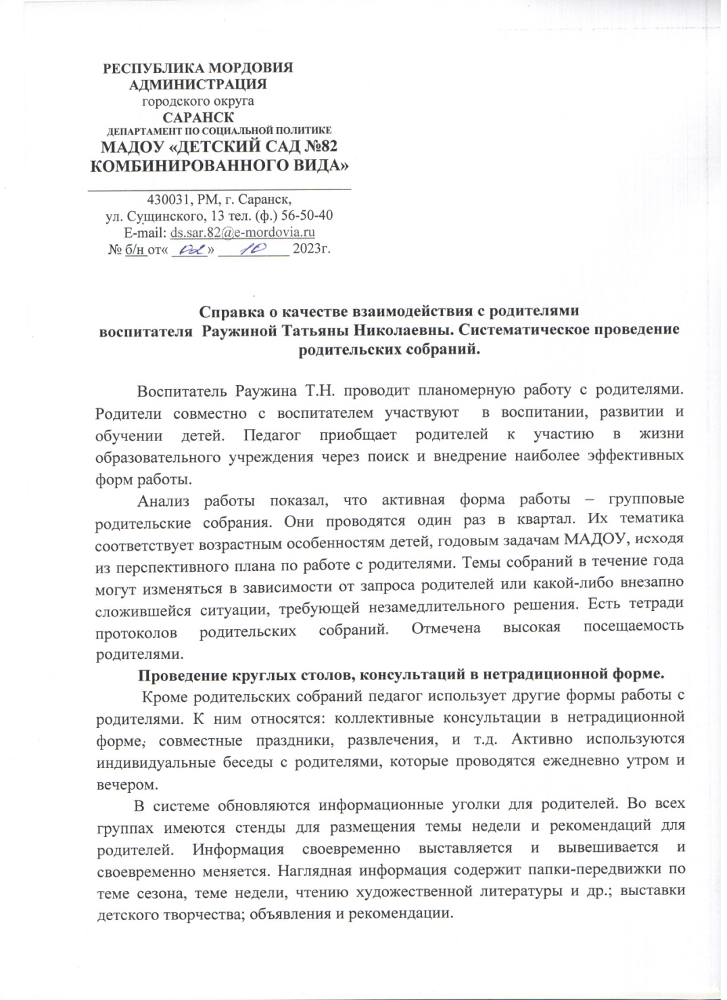 РЕСПУБЛИКА МОРДОВИЯ
АДМИНИСТРАЦИЯ
городского округа
САРАНСК
ДЕПАРТАМЕНТ ПО СОЦИАЛЬНОЙ ПОЛИТИКЕ
МАДОУ «ДЕТСКИЙ САД №82
КОМБИНИРОВАННОГО ВИДА»
430031, РМ, г. Саранск,
ул. Сущинского, 13 тел. (ф.) 56-50-40
E-mail: ds.sar.82@e-mordovia.ru
№ б/н от« 02 » 10 2023г.
Справка о качестве взаимодействия с родителями
воспитателя Раужиной Татьяны Николаевны. Систематическое проведение
родительских собраний.
Воспитатель Раужина Т.Н. проводит планомерную работу с родителями.
Родители совместно с воспитателем участвуют в воспитании, развитии и
обучении детей. Педагог приобщает родителей к участию в жизни
образовательного учреждения через поиск и внедрение наиболее эффективных
форм работы.
Анализ работы показал, что активная форма работы – групповые
родительские собрания. Они проводятся один раз в квартал. Их тематика
соответствует возрастным особенностям детей, годовым задачам МАДОУ, исходя
из перспективного плана по работе с родителями. Темы собраний в течение года
могут изменяться в зависимости от запроса родителей или какой-либо внезапно
сложившейся ситуации, требующей незамедлительного решения. Есть тетради
протоколов родительских собраний. Отмечена высокая посещаемость
родителями.
Проведение круглых столов, консультаций в нетрадиционной форме.
Кроме родительских собраний педагог использует другие формы работы с
родителями. К ним относятся: коллективные консультации в нетрадиционной
форме; совместные праздники, развлечения, и т.д. Активно используются
индивидуальные беседы с родителями, которые проводятся ежедневно утром и
вечером.
В системе обновляются информационные уголки для родителей. Во всех
группах имеются стенды для размещения темы недели и рекомендаций для
родителей. Информация своевременно выставляется и вывешивается и
своевременно меняется. Наглядная информация содержит папки-передвижки по
теме сезона, теме недели, чтению художественной литературы и др.; выставки
детского творчества; объявления и рекомендации.